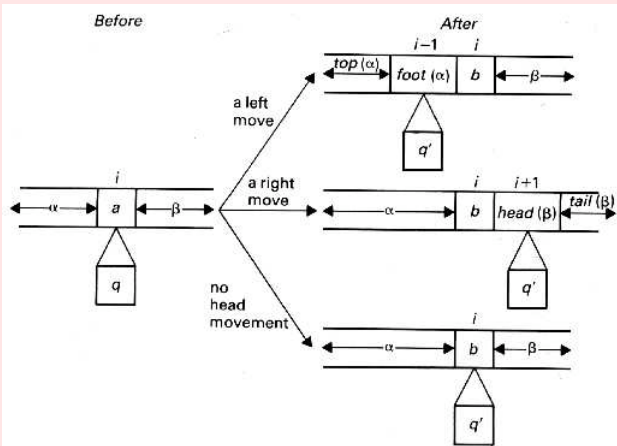 Before
After
i–1 i
top (α) foot (α) b β
q'
a left
move
i
α a β
q
a right
move
i i+1
α b head (β) tail (β)
q'
no
head
movement
i
α b β
q'